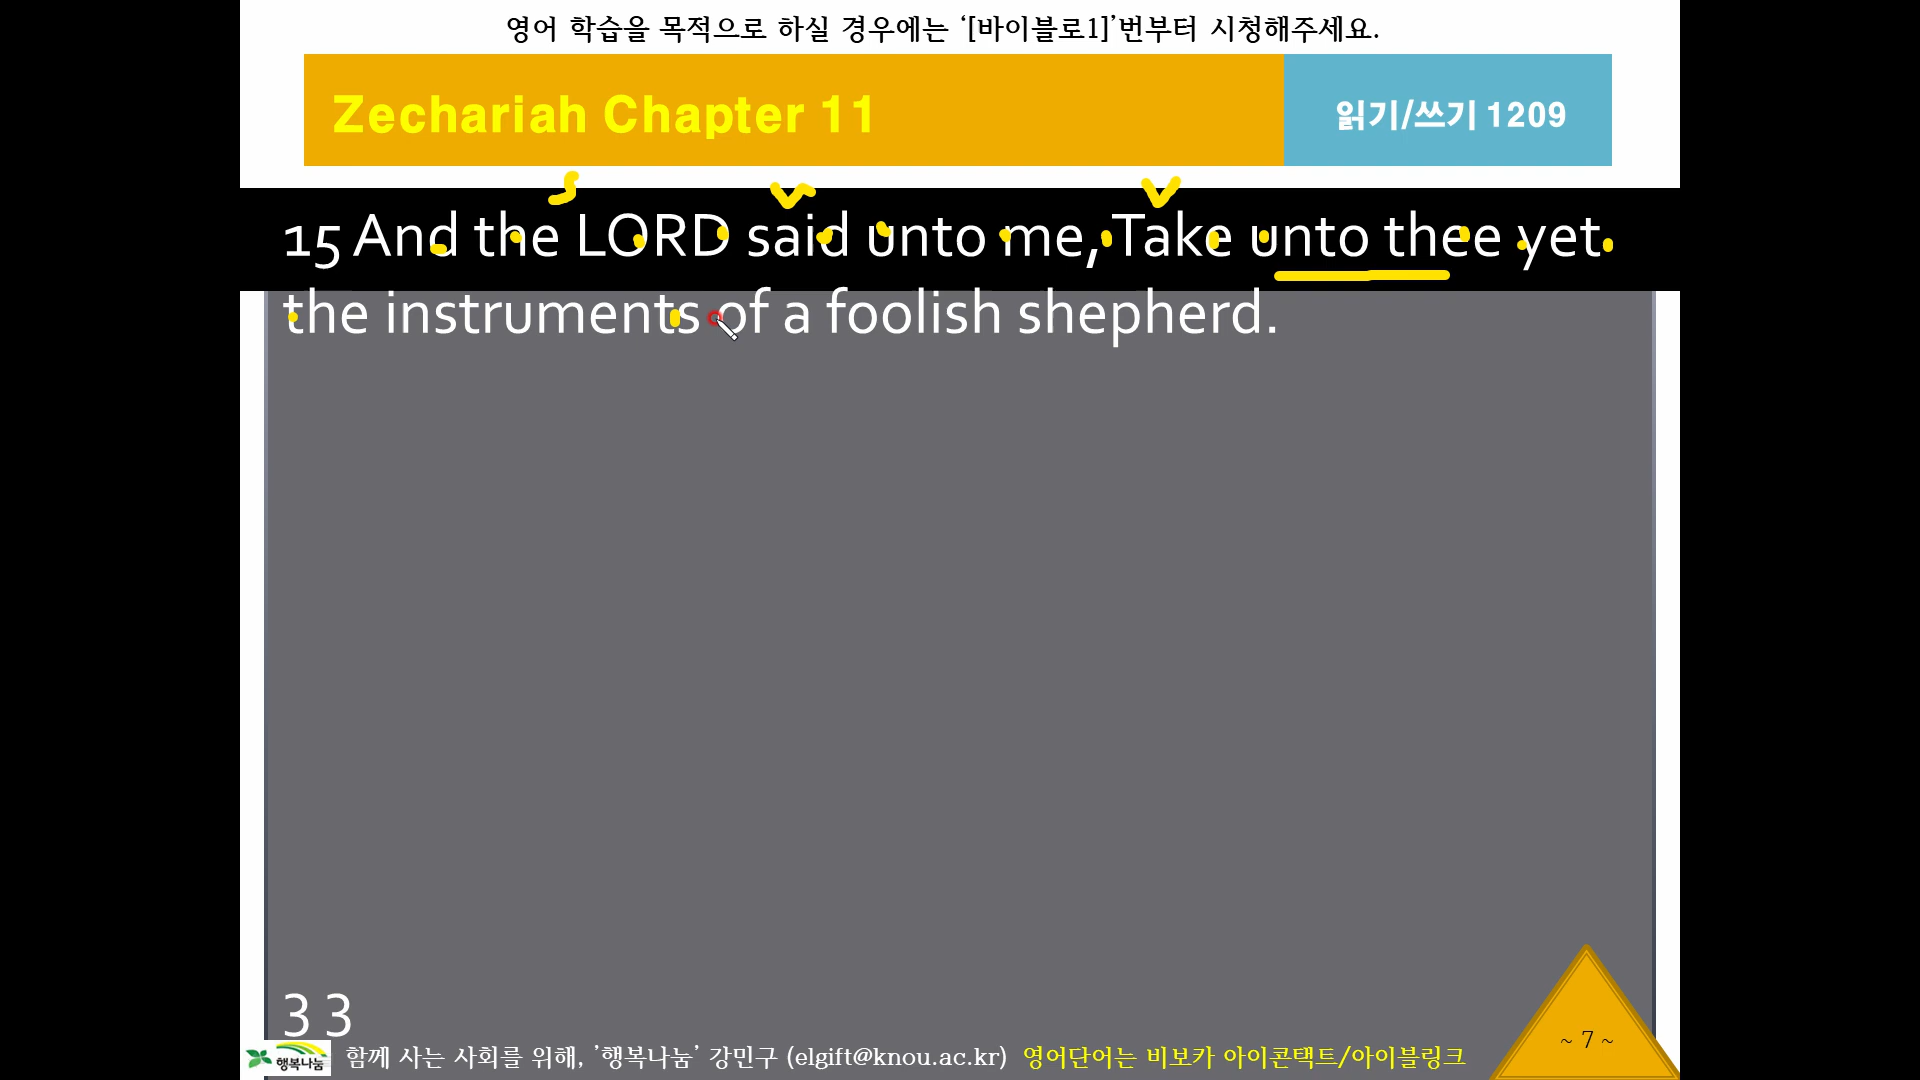 영어 학습을 목적으로 하실 경우에는 ‘[바이블로1]’번부터 시청해주세요.
Zechariah Chapter 11
읽기/쓰기 1209
15 And the LORD said unto me, Take unto thee yet
the instruments of a foolish shepherd.
3 3
~ 7 ~
행복나눔
함께 사는 사회를 위해, ’행복나눔’ 강민구 (elgift@knou.ac.kr) 영어단어는 비보카 아이콘택트/아이블링크